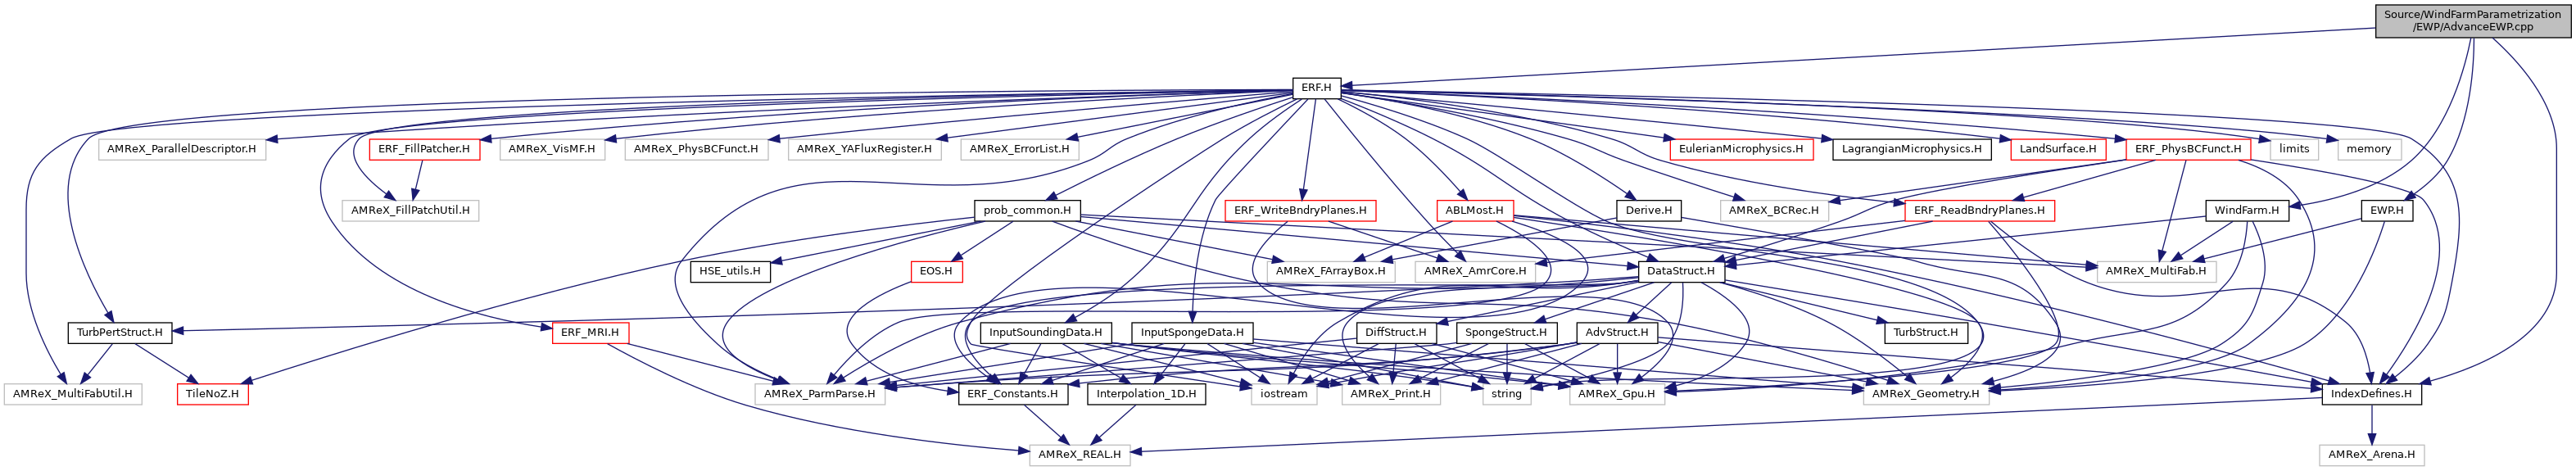 Source/WindFarmParametrization
/EWP/AdvanceEWP.cpp
ERF.H
AMReX_ParallelDescriptor.H
ERF_FillPatcher.H
AMReX_VisMF.H
AMReX_PhysBCFunct.H
AMReX_YAFluxRegister.H
AMReX_ErrorList.H
EulerianMicrophysics.H
LagrangianMicrophysics.H
LandSurface.H
ERF_PhysBCFunct.H
limits
memory
AMReX_FillPatchUtil.H
prob_common.H
ERF_WriteBndryPlanes.H
ABLMost.H
Derive.H
AMReX_BCRec.H
ERF_ReadBndryPlanes.H
WindFarm.H
EWP.H
HSE_utils.H
EOS.H
AMReX_FArrayBox.H
AMReX_AmrCore.H
DataStruct.H
AMReX_MultiFab.H
TurbPertStruct.H
ERF_MRI.H
InputSoundingData.H
InputSpongeData.H
DiffStruct.H
SpongeStruct.H
AdvStruct.H
TurbStruct.H
AMReX_MultiFabUtil.H
TileNoZ.H
AMReX_ParmParse.H
ERF_Constants.H
Interpolation_1D.H
iostream
AMReX_Print.H
string
AMReX_Gpu.H
AMReX_Geometry.H
IndexDefines.H
AMReX_REAL.H
AMReX_Arena.H